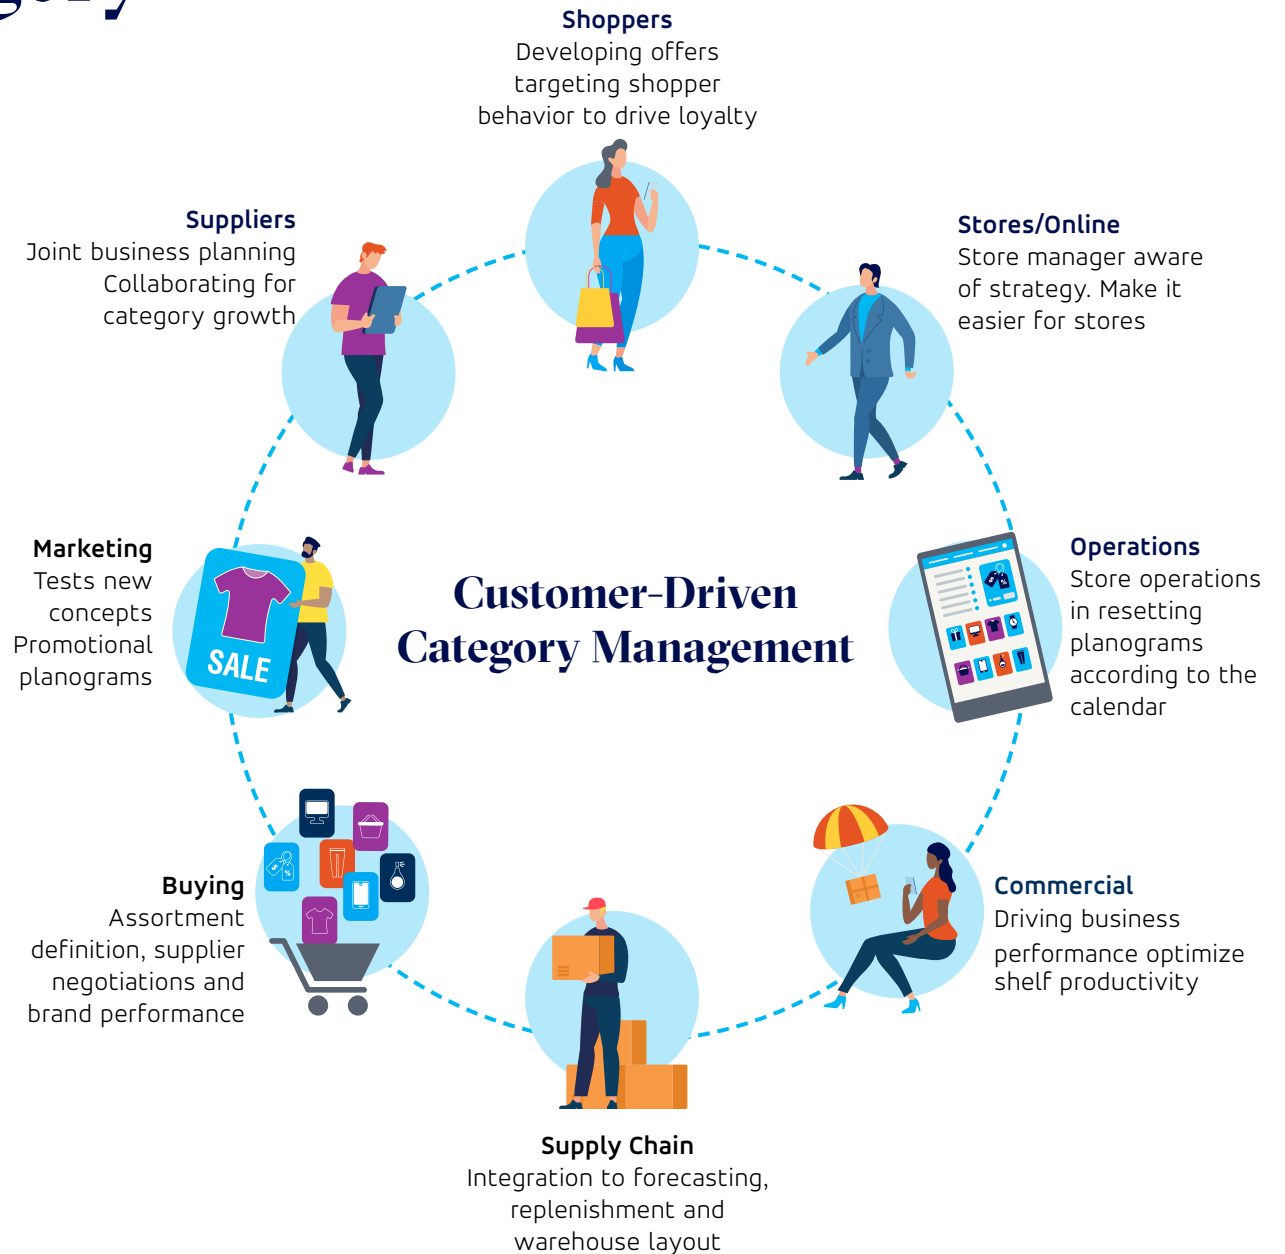 Shoppers
Developing offers
targeting shopper
behavior to drive loyalty
Suppliers
Joint business planning
Collaborating for
category growth
Stores/Online
Store manager aware
of strategy. Make it
easier for stores
Marketing
Tests new
concepts
Promotional
planograms
SALE
Customer-Driven
Category Management
Operations
Store operations
in resetting
planograms
according to the
calendar
Buying
Assortment
definition, supplier
negotiations and
brand performance
$
%
Commercial
Driving business
performance optimize
shelf productivity
Supply Chain
Integration to forecasting,
replenishment and
warehouse layout